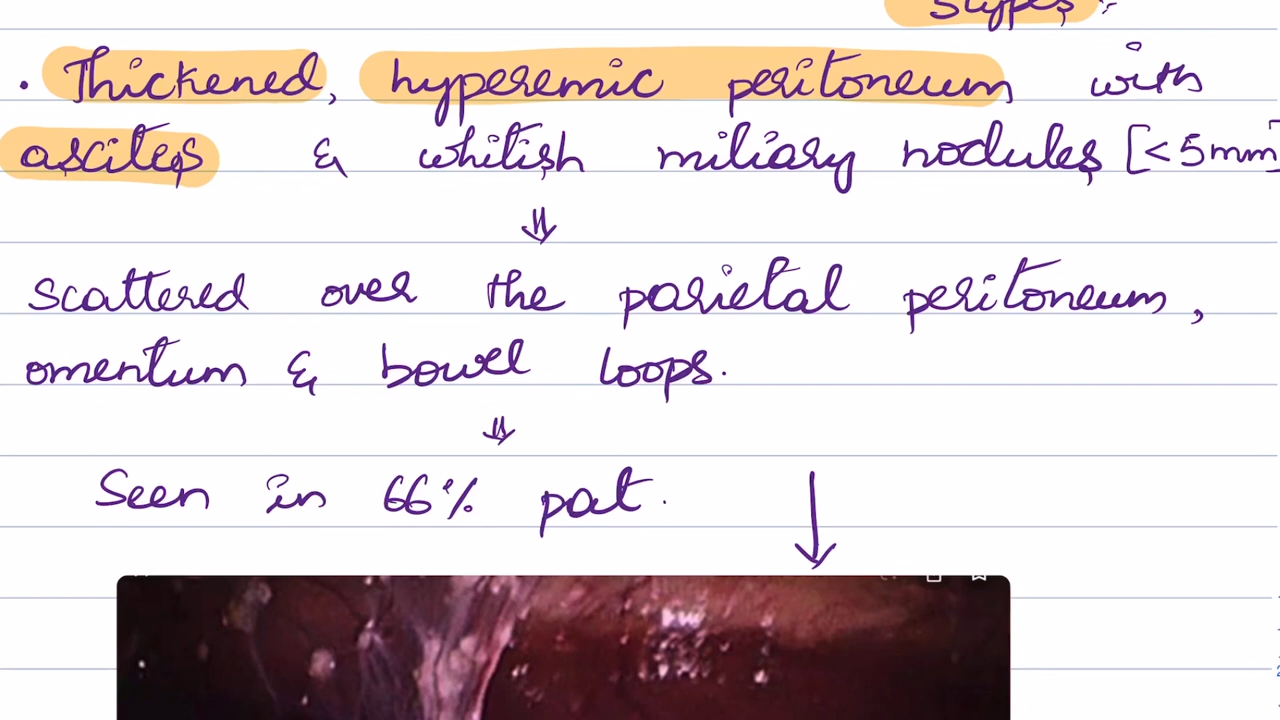 3types :-
. Thickened, hyperemic peritoneum with
ascites & whitish miliary nodules [<5mm]
⇓
scattered over the parietal peritoneum,
omentum & bowel loops.
⇓
Seen in 66% pat.
↓